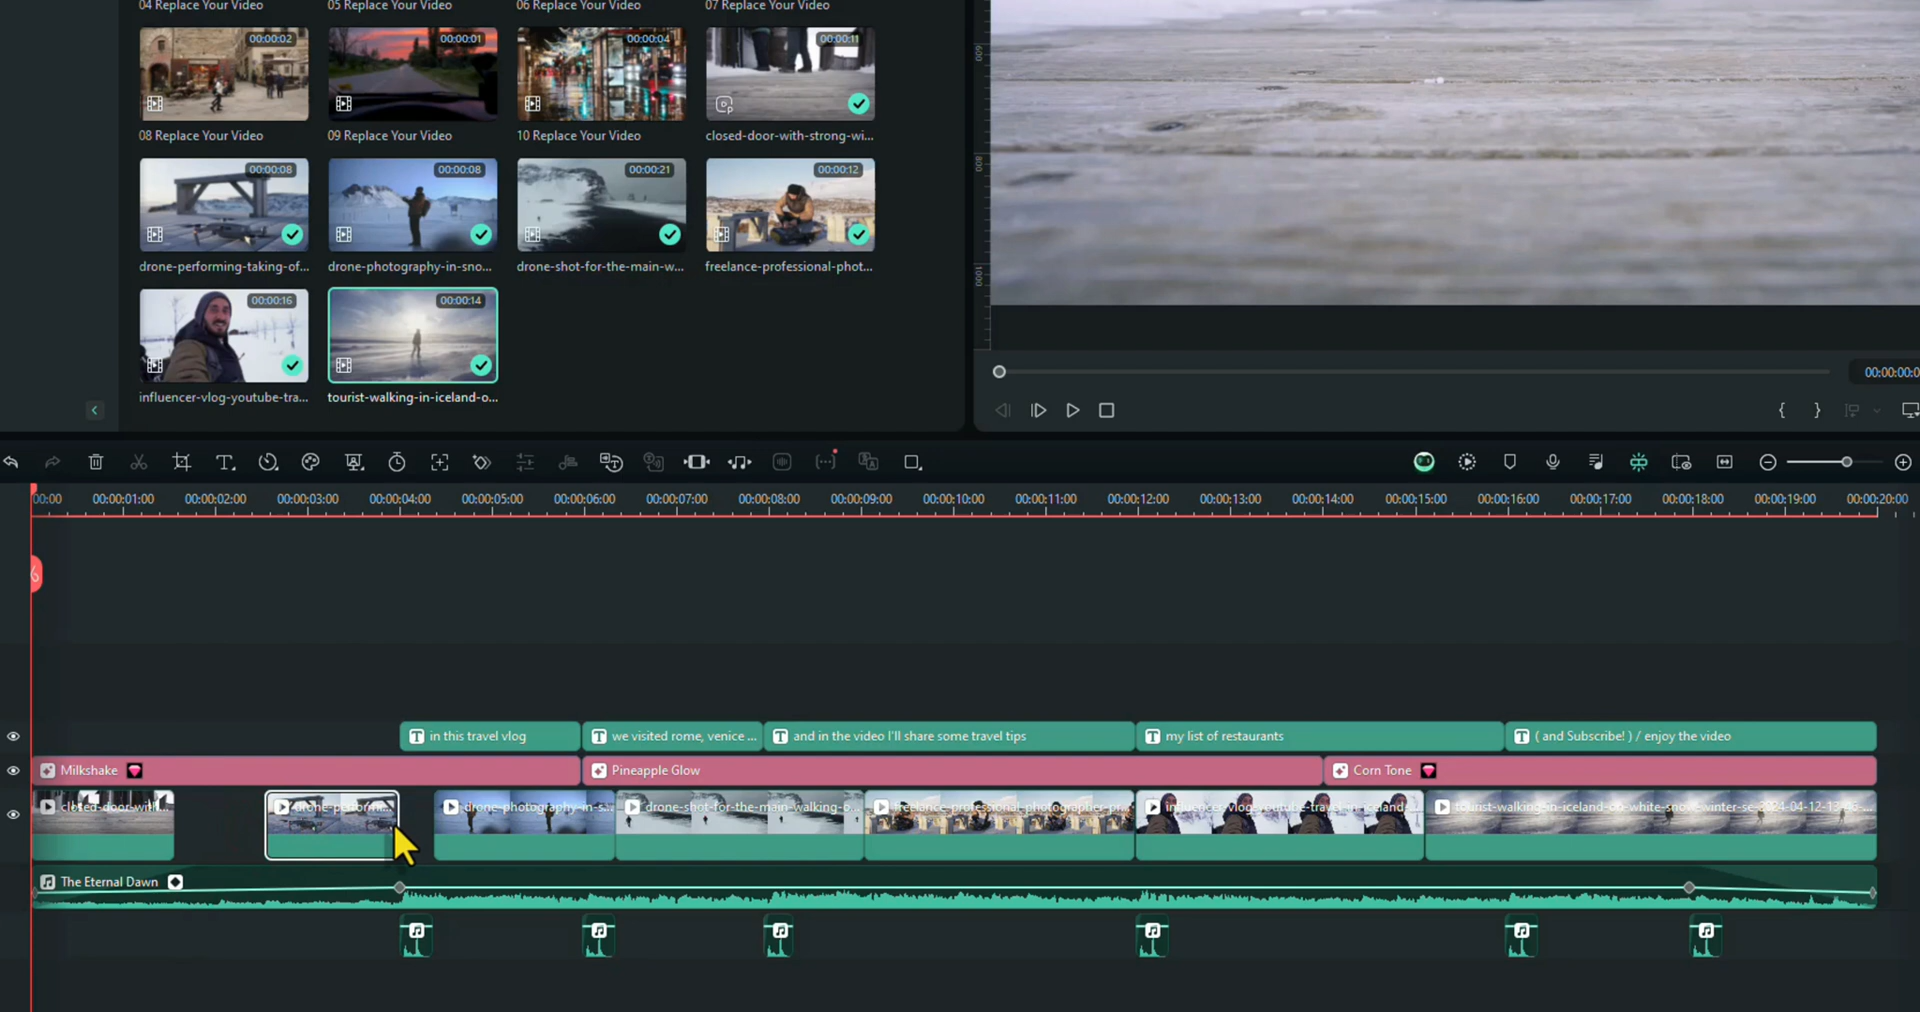 04 Replace Your Video
05 Replace Your Video
06 Replace Your Video
07 Replace Your Video
00:00:02
00:00:01
00:00:04
00:00:11
08 Replace Your Video
09 Replace Your Video
10 Replace Your Video
closed-door-with-strong-wi...
00:00:08
00:00:08
00:00:21
00:00:12
drone-performing-taking-of...
drone-photography-in-sno...
drone-shot-for-the-main-w...
freelance-professional-phot...
00:00:16
00:00:14
influencer-vlog-youtube-tra...
tourist-walking-in-iceland-o...
600
800
1000
00:00:00:0
00:00 00:00:01:00 00:00:02:00 00:00:03:00 00:00:04:00 00:00:05:00 00:00:06:00 00:00:07:00 00:00:08:00 00:00:09:00 00:00:10:00 00:00:11:00 00:00:12:00 00:00:13:00 00:00:14:00 00:00:15:00 00:00:16:00 00:00:17:00 00:00:18:00 00:00:19:00 00:00:20:00
in this travel vlog
we visited rome, venice ...
and in the video I'll share some travel tips
my list of restaurants
( and Subscribe! ) / enjoy the video
Milkshake
Pineapple Glow
Corn Tone
closed-door-with...
drone-perform...
drone-photography-in-s...
drone-shot-for-the-main-walking-o...
freelance-professional-photographer-pr...
influencer-vlog-youtube-travel-in-iceland-...
tourist-walking-in-iceland-on-white-snow-winter-se-2024-04-12-13-46-...
The Eternal Dawn